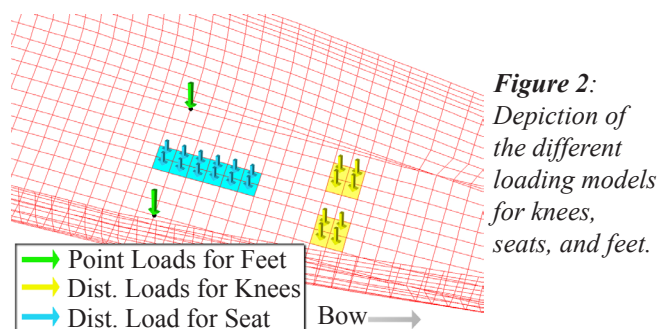 Figure 2:
Depiction of
the different
loading models
for knees,
seats, and feet.
Point Loads for Feet
Dist. Loads for Knees
Dist. Load for Seat
Bow